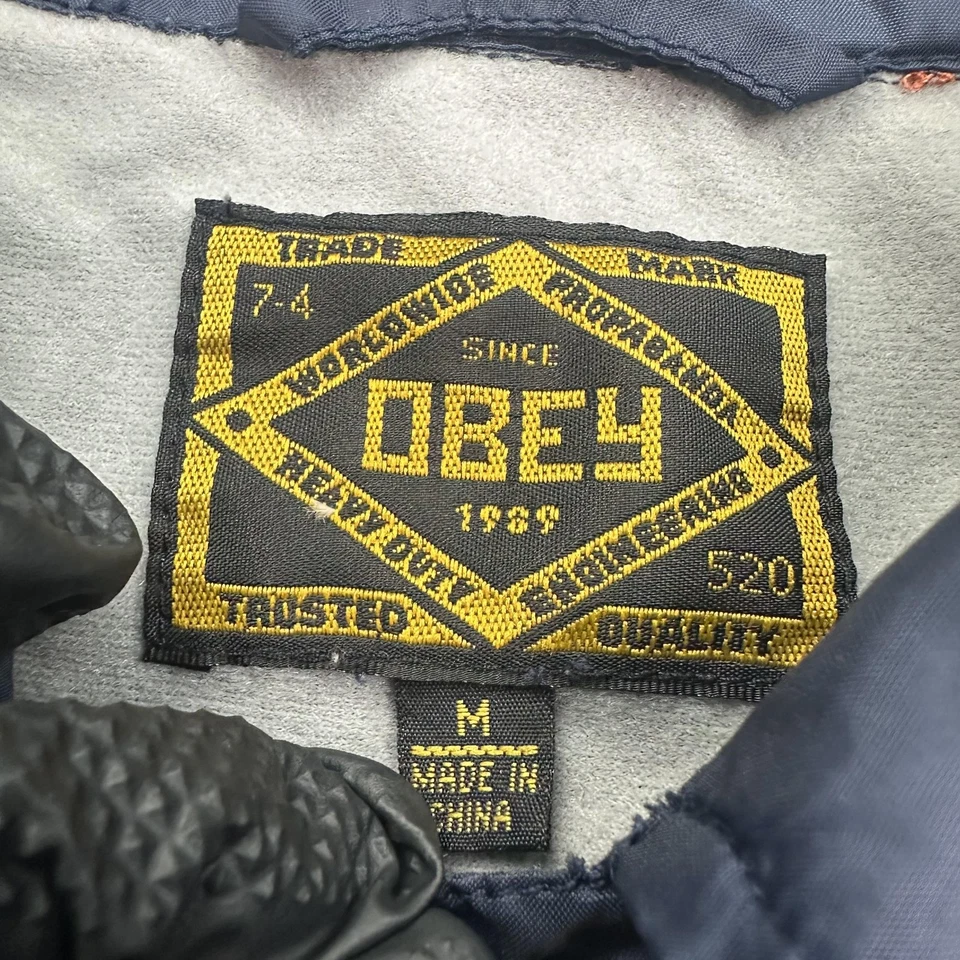 TRADE MARK
7-4
WORLDWIDE PROPAGANDA
SINCE
OBEY
1989
HEAVY DUTY ENGINEERING
520
TRUSTED QUALITY
M
MADE IN
CHINA